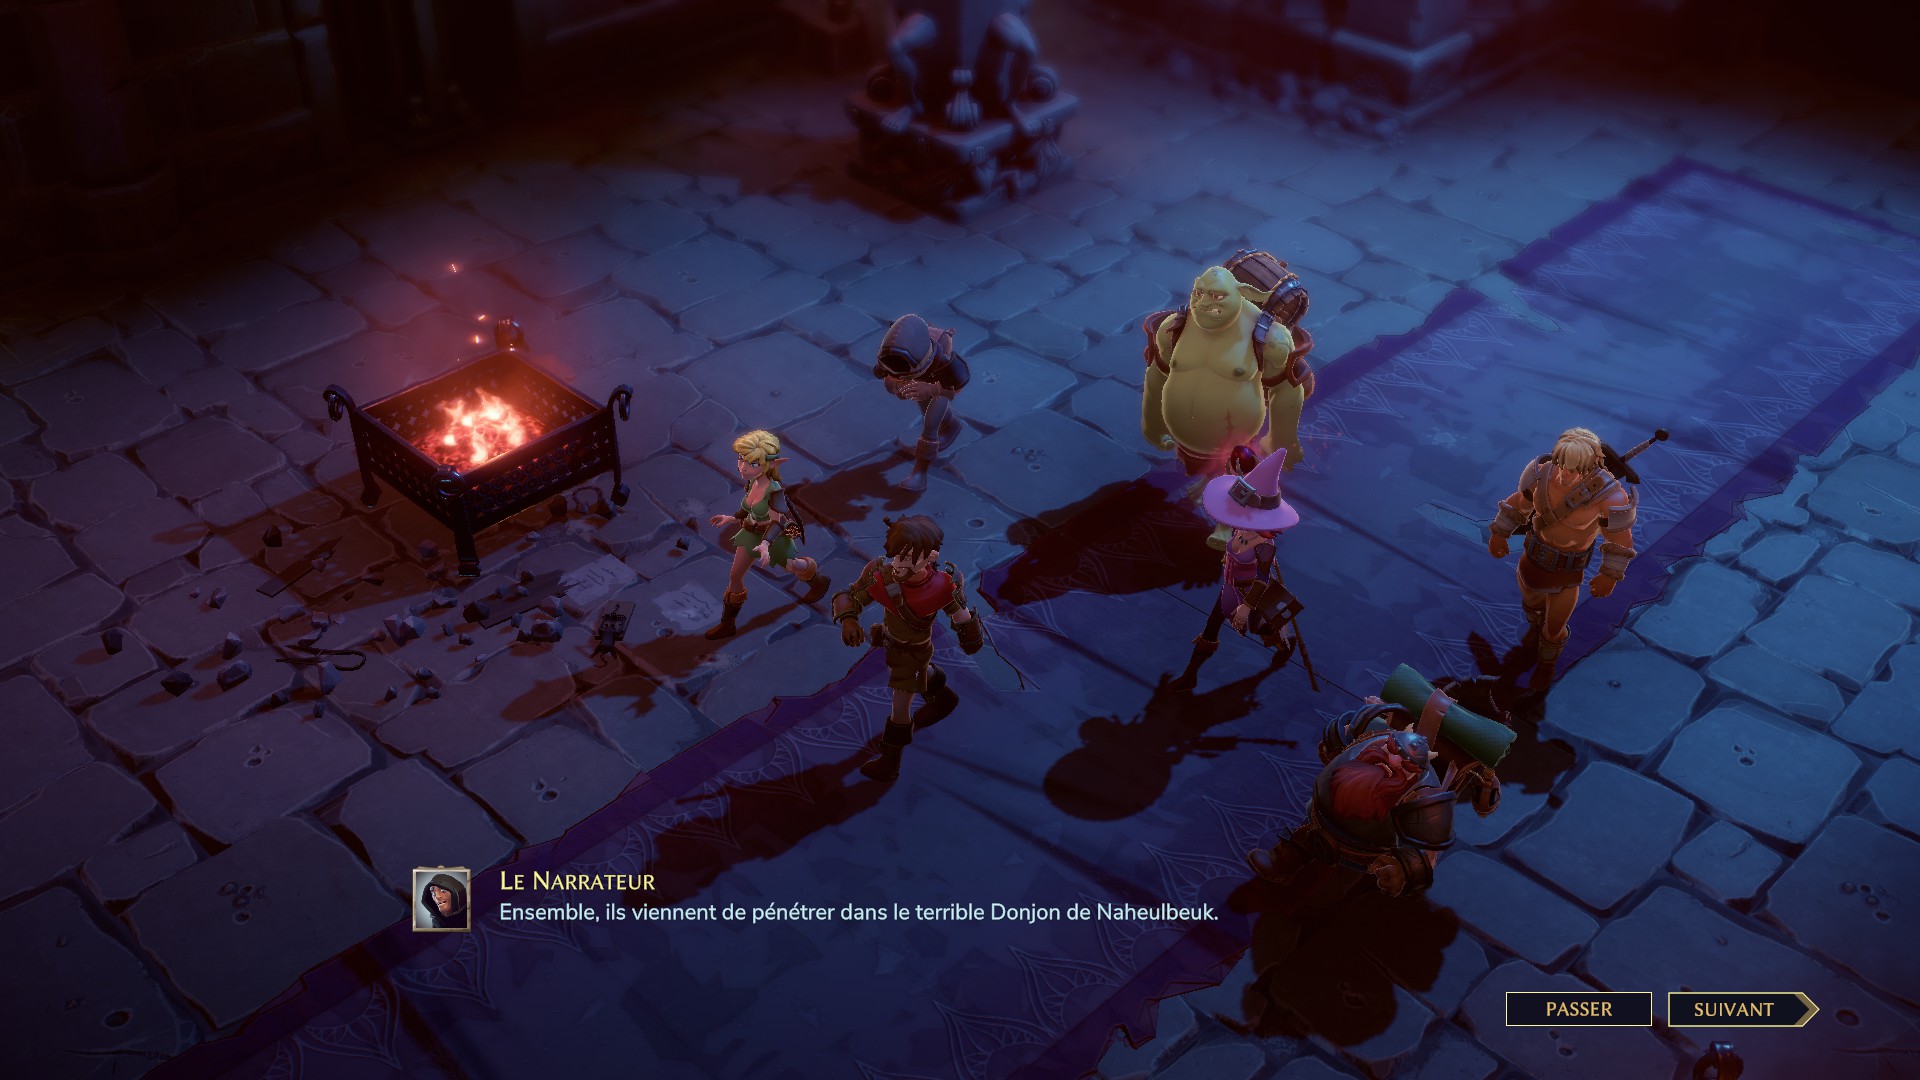 Le Narrateur
Ensemble, ils viennent de pénétrer dans le terrible Donjon de Naheulbeuk.
PASSER
SUIVANT